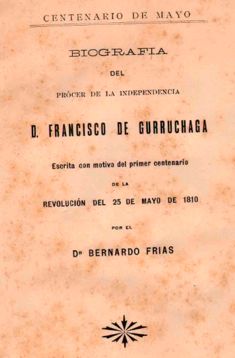 CENTENARIO DE MAYO
BIOGRAFIA
DEL
PRÓCER DE LA INDEPENDENCIA
D. FRANCISCO DE GURRUCHAGA
Escrita con motivo del primer centenario
DE LA
REVOLUCIÓN DEL 25 DE MAYO DE 1810
POR EL
Dr BERNARDO FRIAS